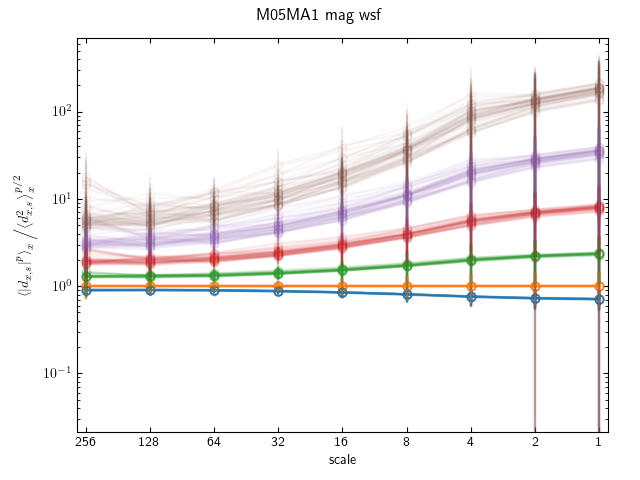 M05MA1 mag wsf
⟨|d_{x,s}|^p⟩_x / ⟨d_{x,s}^2⟩_x^{p/2}
10^2
10^1
10^0
10^{-1}
256 128 64 32 16 8 4 2 1
scale